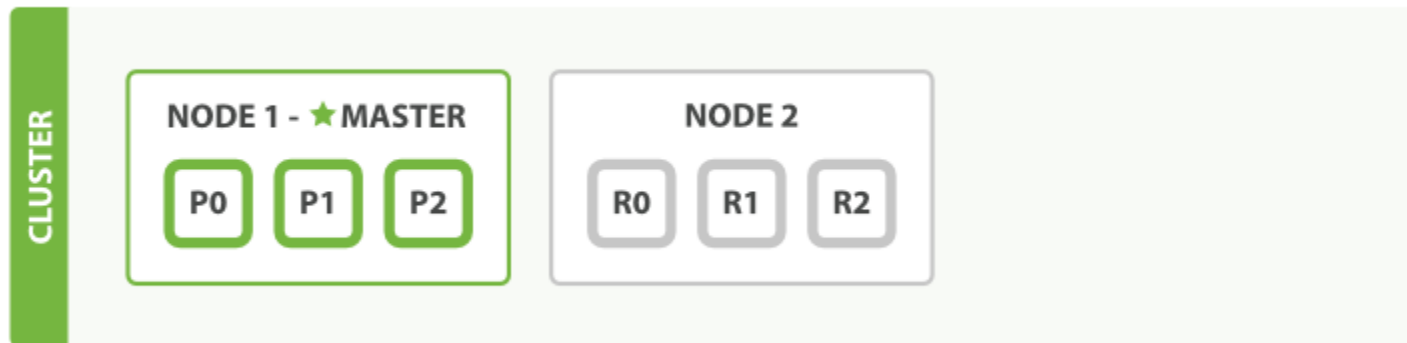 CLUSTER
NODE 1 - ★ MASTER
P0 P1 P2
NODE 2
R0 R1 R2